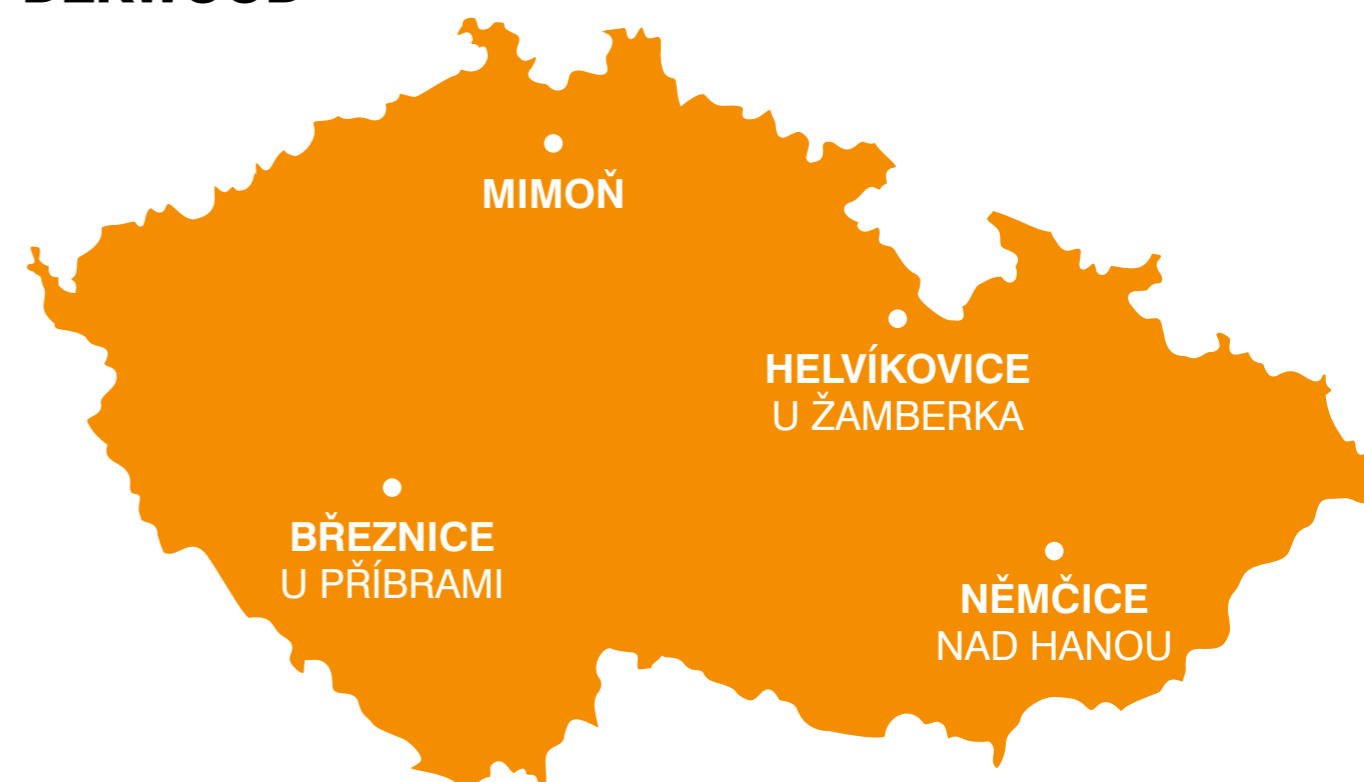 MIMOŇ
HELVÍKOVICE
U ŽAMBERKA
BŘEZNICE
U PŘÍBRAMI
NĚMČICE
NAD HANOU